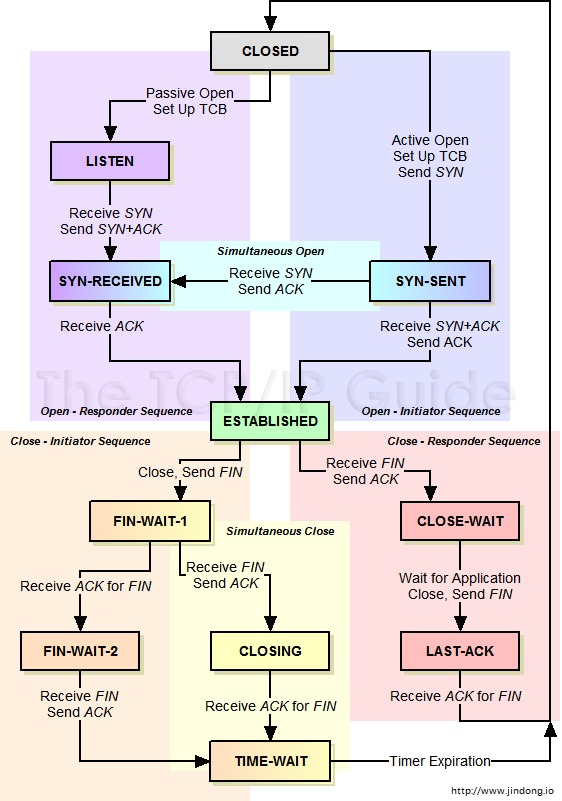 CLOSED
Passive Open
Set Up TCB
Active Open
Set Up TCB
Send SYN
LISTEN
Receive SYN
Send SYN+ACK
Simultaneous Open
SYN-RECEIVED
Receive SYN
Send ACK
SYN-SENT
Receive ACK
Receive SYN+ACK
Send ACK
The TCP/IP Guide
Open - Responder Sequence
Open - Initiator Sequence
ESTABLISHED
Close - Initiator Sequence
Close - Responder Sequence
Close, Send FIN
Receive FIN
Send ACK
FIN-WAIT-1
CLOSE-WAIT
Simultaneous Close
Receive ACK for FIN
Receive FIN
Send ACK
Wait for Application
Close, Send FIN
FIN-WAIT-2
CLOSING
LAST-ACK
Receive FIN
Send ACK
Receive ACK for FIN
Receive ACK for FIN
TIME-WAIT
Timer Expiration
http://www.jindong.io